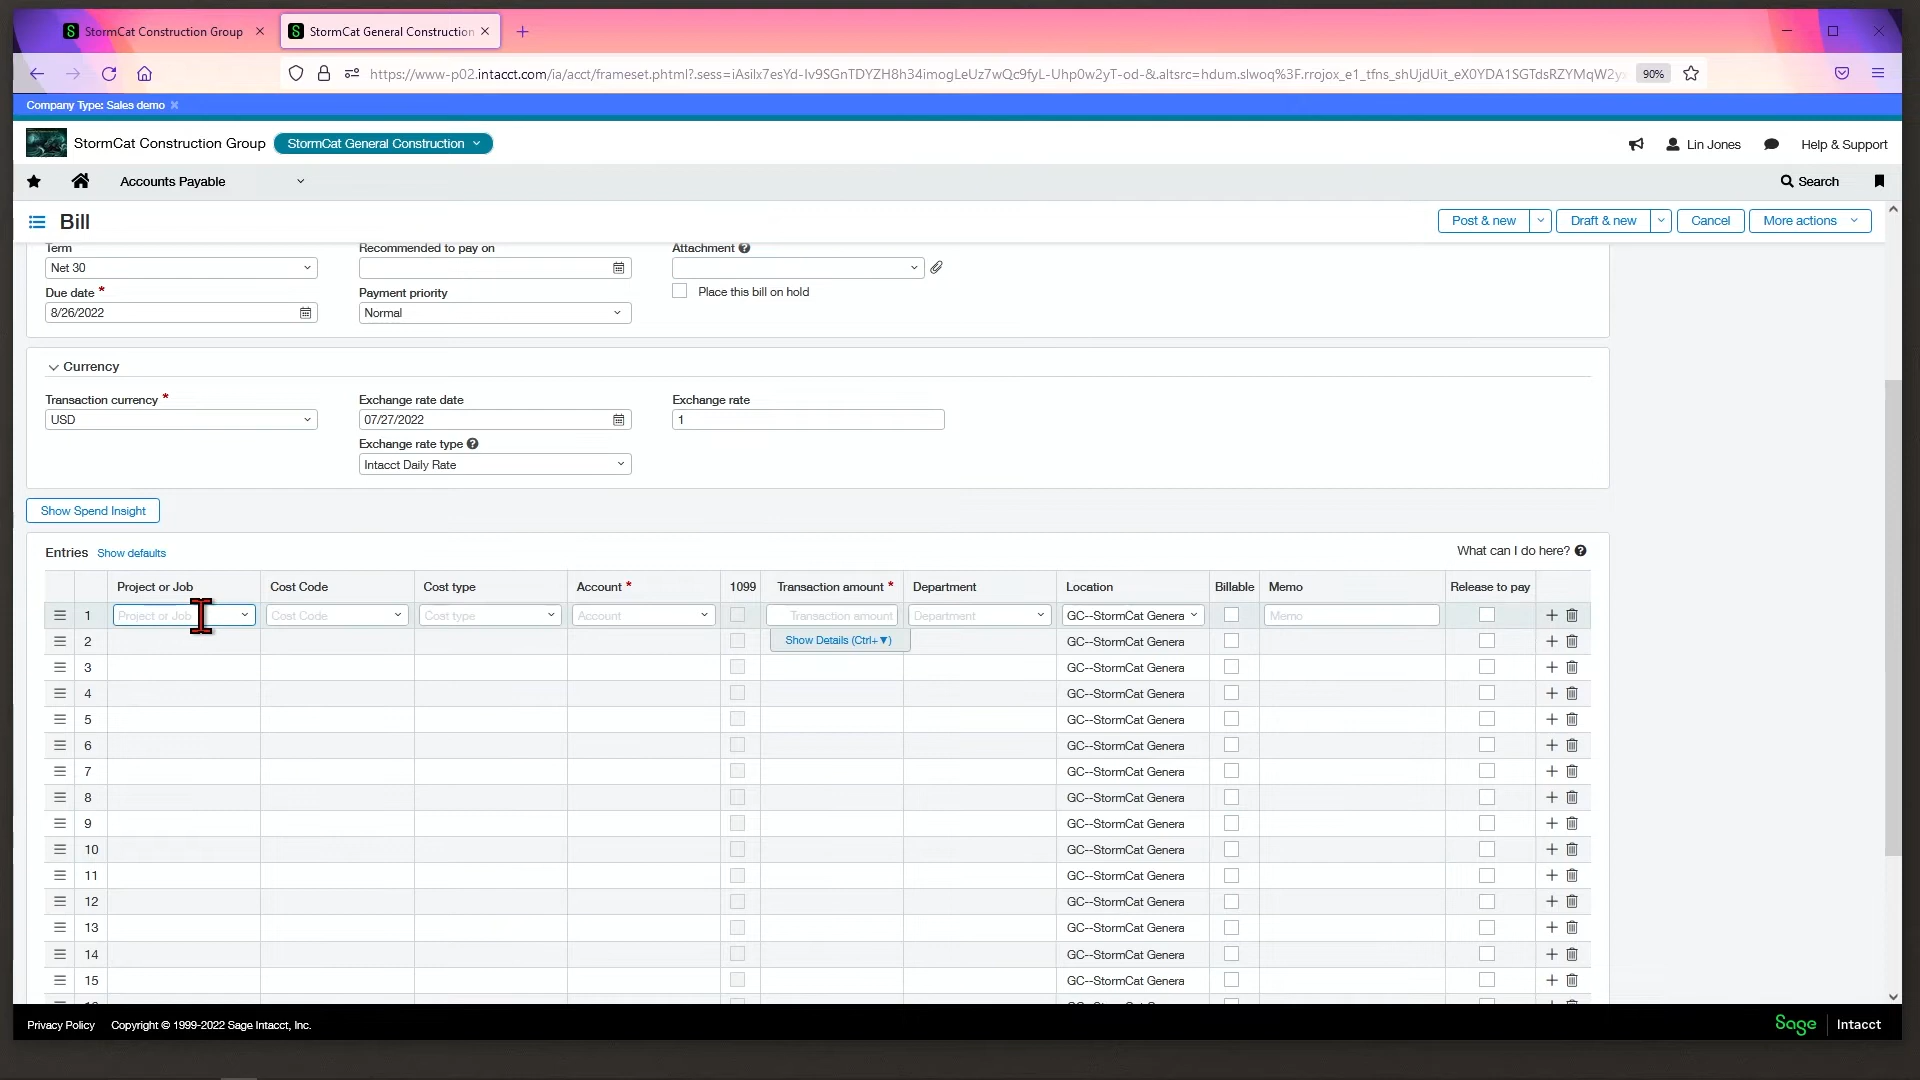 StormCat Construction Group
StormCat General Construction
https://www-p02.intacct.com/ia/acct/frameset.phtml?.sess=
90%
Company Type: Sales demo
StormCat Construction Group
StormCat General Construction
Lin Jones
Help & Support
Accounts Payable
Search
Bill
Post & new
Draft & new
Cancel
More actions
Term
Recommended to pay on
Attachment
Net 30
Due date *
Payment priority
Place this bill on hold
8/26/2022
Normal
Currency
Transaction currency *
Exchange rate date
Exchange rate
USD
07/27/2022
1
Exchange rate type
Intacct Daily Rate
Show Spend Insight
Entries Show defaults
What can I do here?
Project or Job Cost Code Cost type Account * 1099 Transaction amount * Department Location Billable Memo Release to pay
1 Project or Job Cost Code Cost type Account Transaction amount Department GC--StormCat Genera Memo
Show Details (Ctrl+▼)
2 GC--StormCat Genera
3 GC--StormCat Genera
4 GC--StormCat Genera
5 GC--StormCat Genera
6 GC--StormCat Genera
7 GC--StormCat Genera
8 GC--StormCat Genera
9 GC--StormCat Genera
10 GC--StormCat Genera
11 GC--StormCat Genera
12 GC--StormCat Genera
13 GC--StormCat Genera
14 GC--StormCat Genera
15 GC--StormCat Genera
Privacy Policy Copyright © 1999-2022 Sage Intacct, Inc.
Sage Intacct